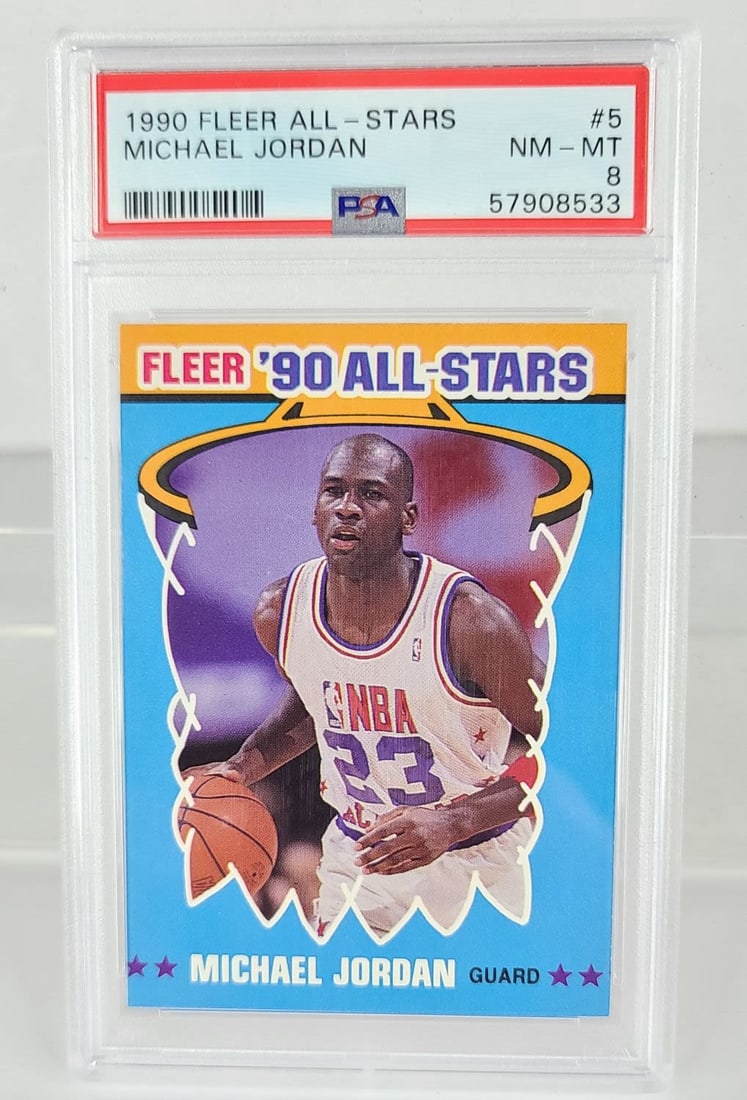 1990 FLEER ALL-STARS #5
MICHAEL JORDAN NM-MT
8
PSA 57908533
FLEER '90 ALL-STARS
NBA
23
MICHAEL JORDAN GUARD